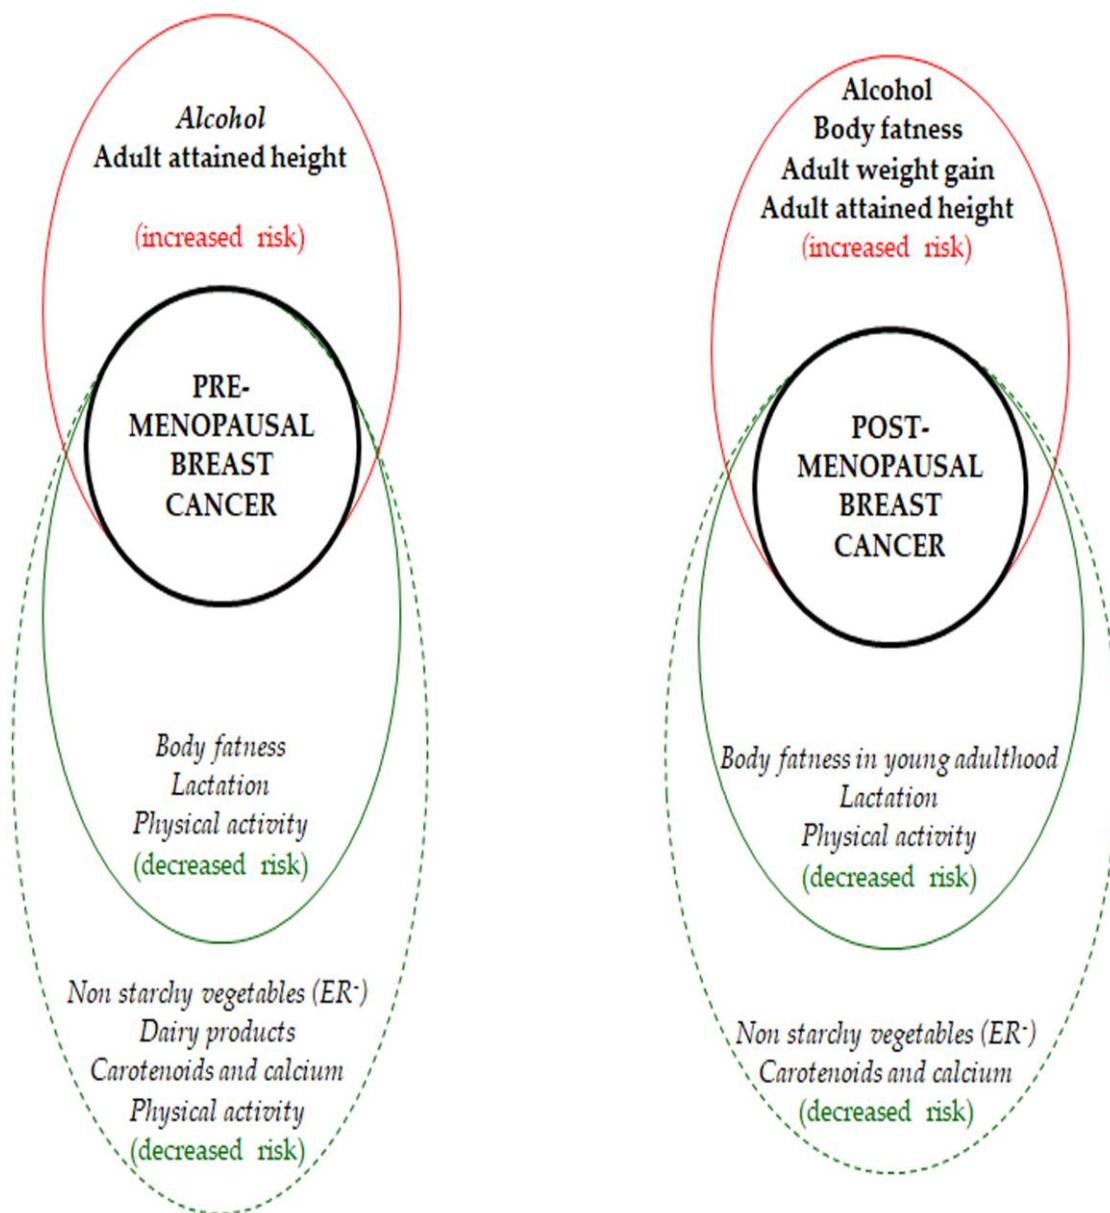 Alcohol
Adult attained height
(increased risk)
PRE-
MENOPAUSAL
BREAST
CANCER
Body fatness
Lactation
Physical activity
(decreased risk)
Non starchy vegetables (ER⁻)
Dairy products
Carotenoids and calcium
Physical activity
(decreased risk)
Alcohol
Body fatness
Adult weight gain
Adult attained height
(increased risk)
POST-
MENOPAUSAL
BREAST
CANCER
Body fatness in young adulthood
Lactation
Physical activity
(decreased risk)
Non starchy vegetables (ER⁻)
Carotenoids and calcium
(decreased risk)